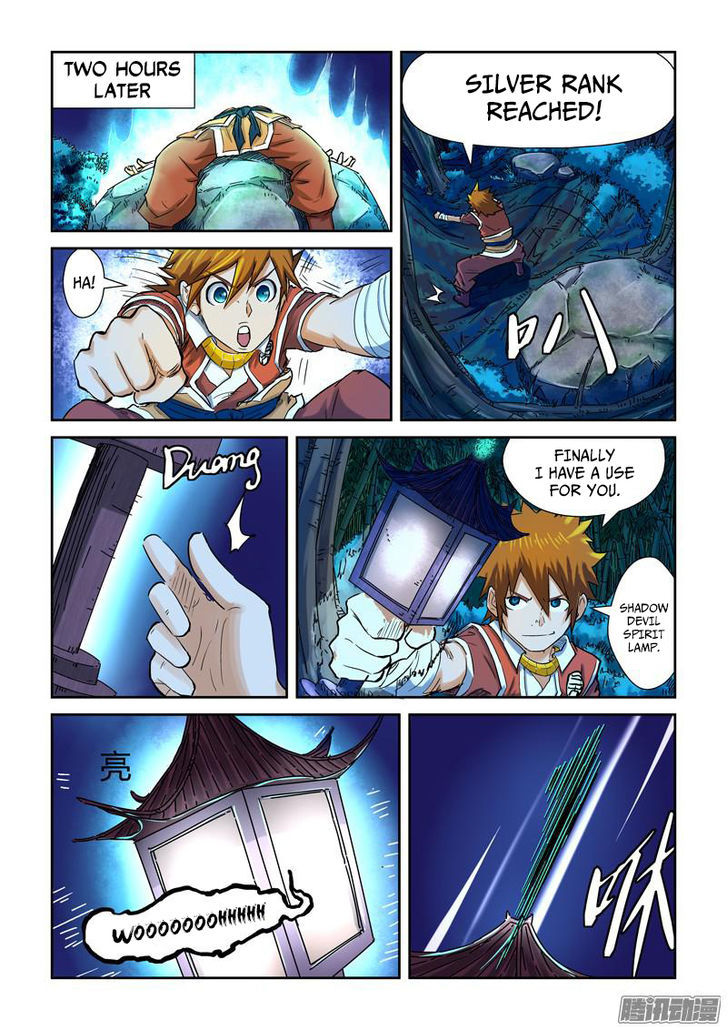 TWO HOURS
LATER
SILVER RANK
REACHED!
HA!
叭
Duang
FINALLY
I HAVE A USE
FOR YOU.
SHADOW
DEVIL
SPIRIT
LAMP.
亮
WOOOOOOOHHHHH
咻
腾讯动漫